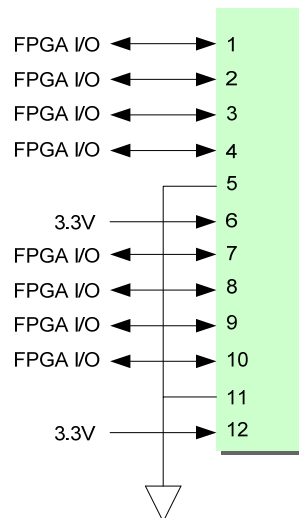 FPGA I/O 1
FPGA I/O 2
FPGA I/O 3
FPGA I/O 4
5
3.3V 6
FPGA I/O 7
FPGA I/O 8
FPGA I/O 9
FPGA I/O 10
11
3.3V 12